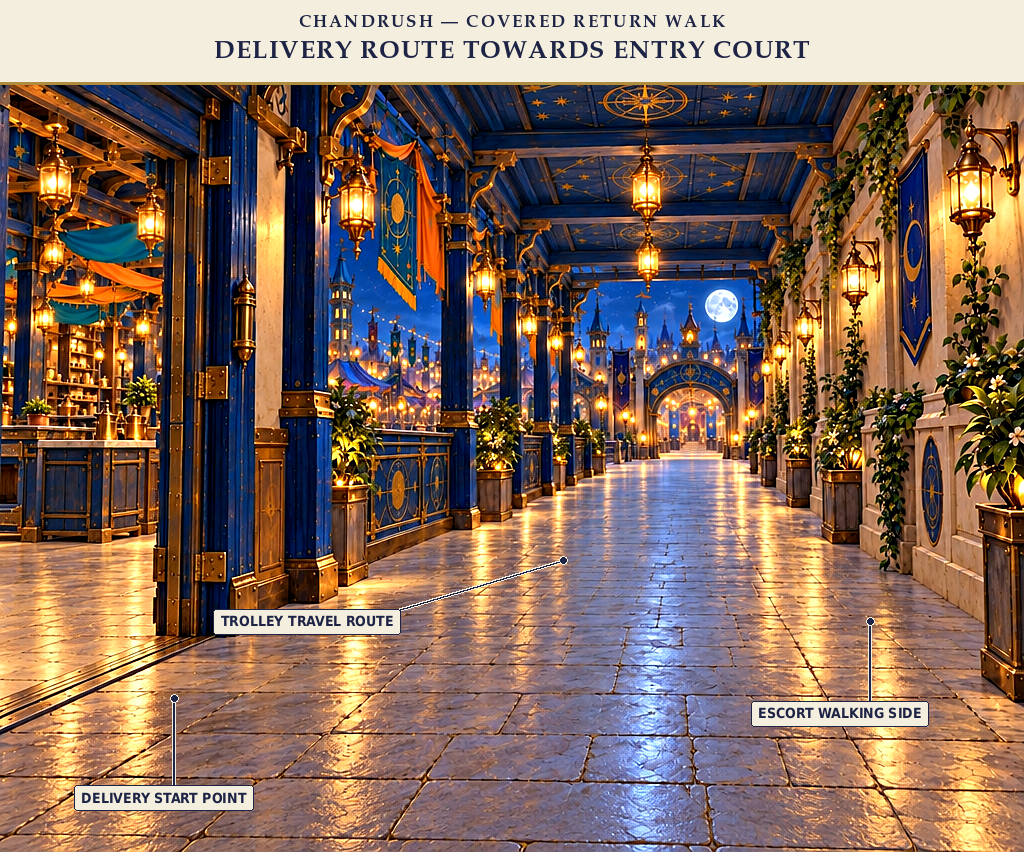 CHANDRUSH — COVERED RETURN WALK
DELIVERY ROUTE TOWARDS ENTRY COURT
TROLLEY TRAVEL ROUTE
ESCORT WALKING SIDE
DELIVERY START POINT